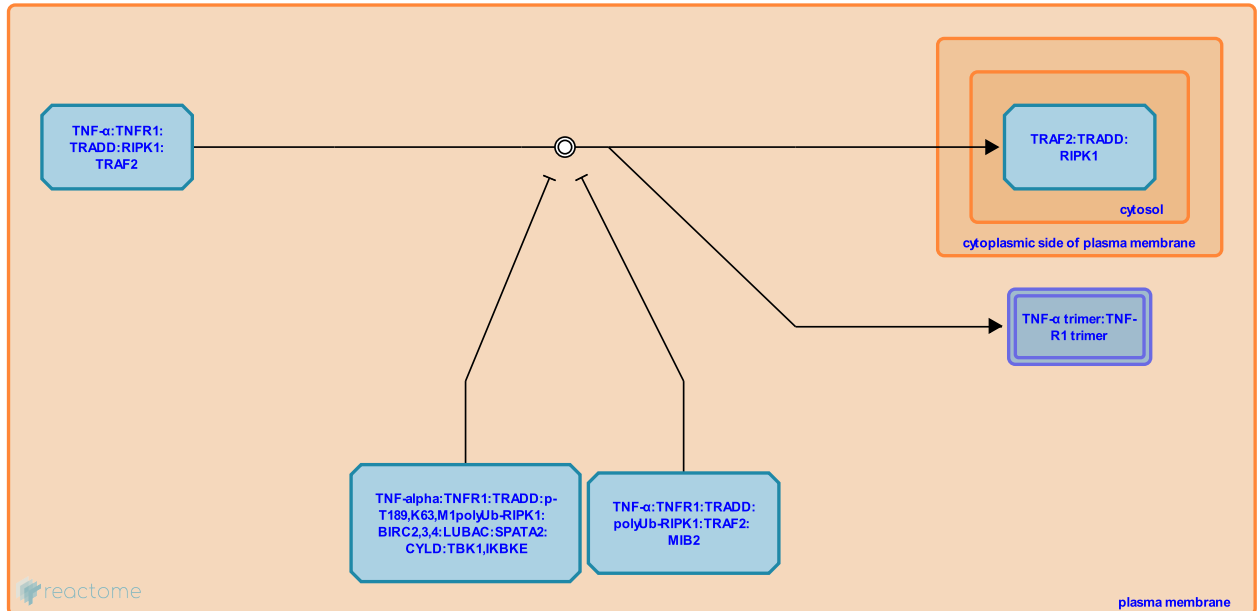 TNF-α:TNFR1:
TRADD:RIPK1:
TRAF2
TRAF2:TRADD:
RIPK1
cytosol
cytoplasmic side of plasma membrane
TNF-α trimer:TNF-
R1 trimer
TNF-alpha:TNFR1:TRADD:p-
T189,K63,M1polyUb-RIPK1:
BIRC2,3,4:LUBAC:SPATA2:
CYLD:TBK1,IKBKE
TNF-α:TNFR1:TRADD:
polyUb-RIPK1:TRAF2:
MIB2
reactome
plasma membrane